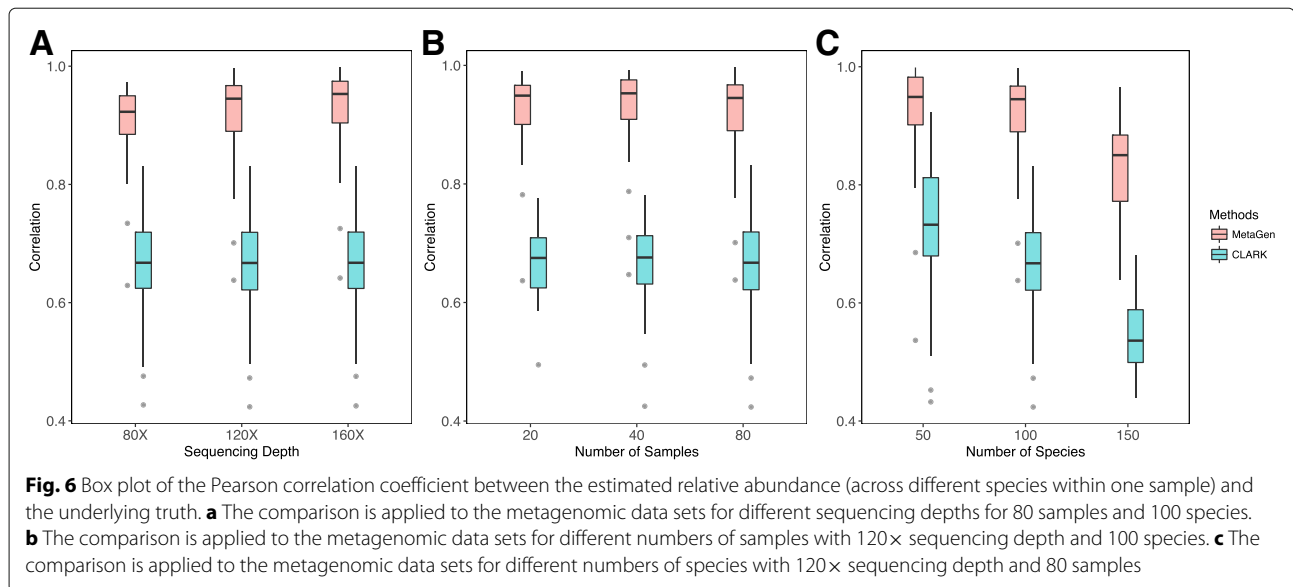 A
B
C
1.0
0.8
0.6
0.4
Correlation
80X
120X
160X
Sequencing Depth
1.0
0.8
0.6
0.4
Correlation
20
40
80
Number of Samples
1.0
0.8
0.6
0.4
Correlation
50
100
150
Number of Species
Methods
MetaGen
CLARK
Fig. 6 Box plot of the Pearson correlation coefficient between the estimated relative abundance (across different species within one sample) and
the underlying truth. a The comparison is applied to the metagenomic data sets for different sequencing depths for 80 samples and 100 species.
b The comparison is applied to the metagenomic data sets for different numbers of samples with 120× sequencing depth and 100 species. c The
comparison is applied to the metagenomic data sets for different numbers of species with 120× sequencing depth and 80 samples